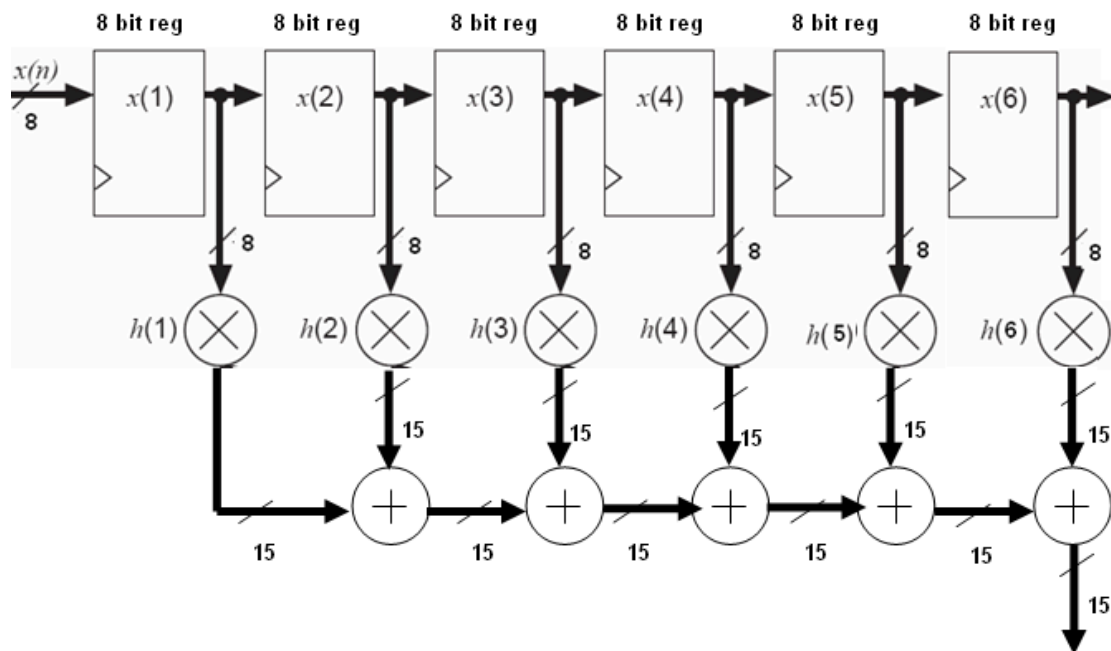 8 bit reg 8 bit reg 8 bit reg 8 bit reg 8 bit reg 8 bit reg
x(n) x(1) x(2) x(3) x(4) x(5) x(6)
8
8 8 8 8 8 8
h(1) h(2) h(3) h(4) h(5) h(6)
15 15 15 15 15
15 15 15 15 15
15